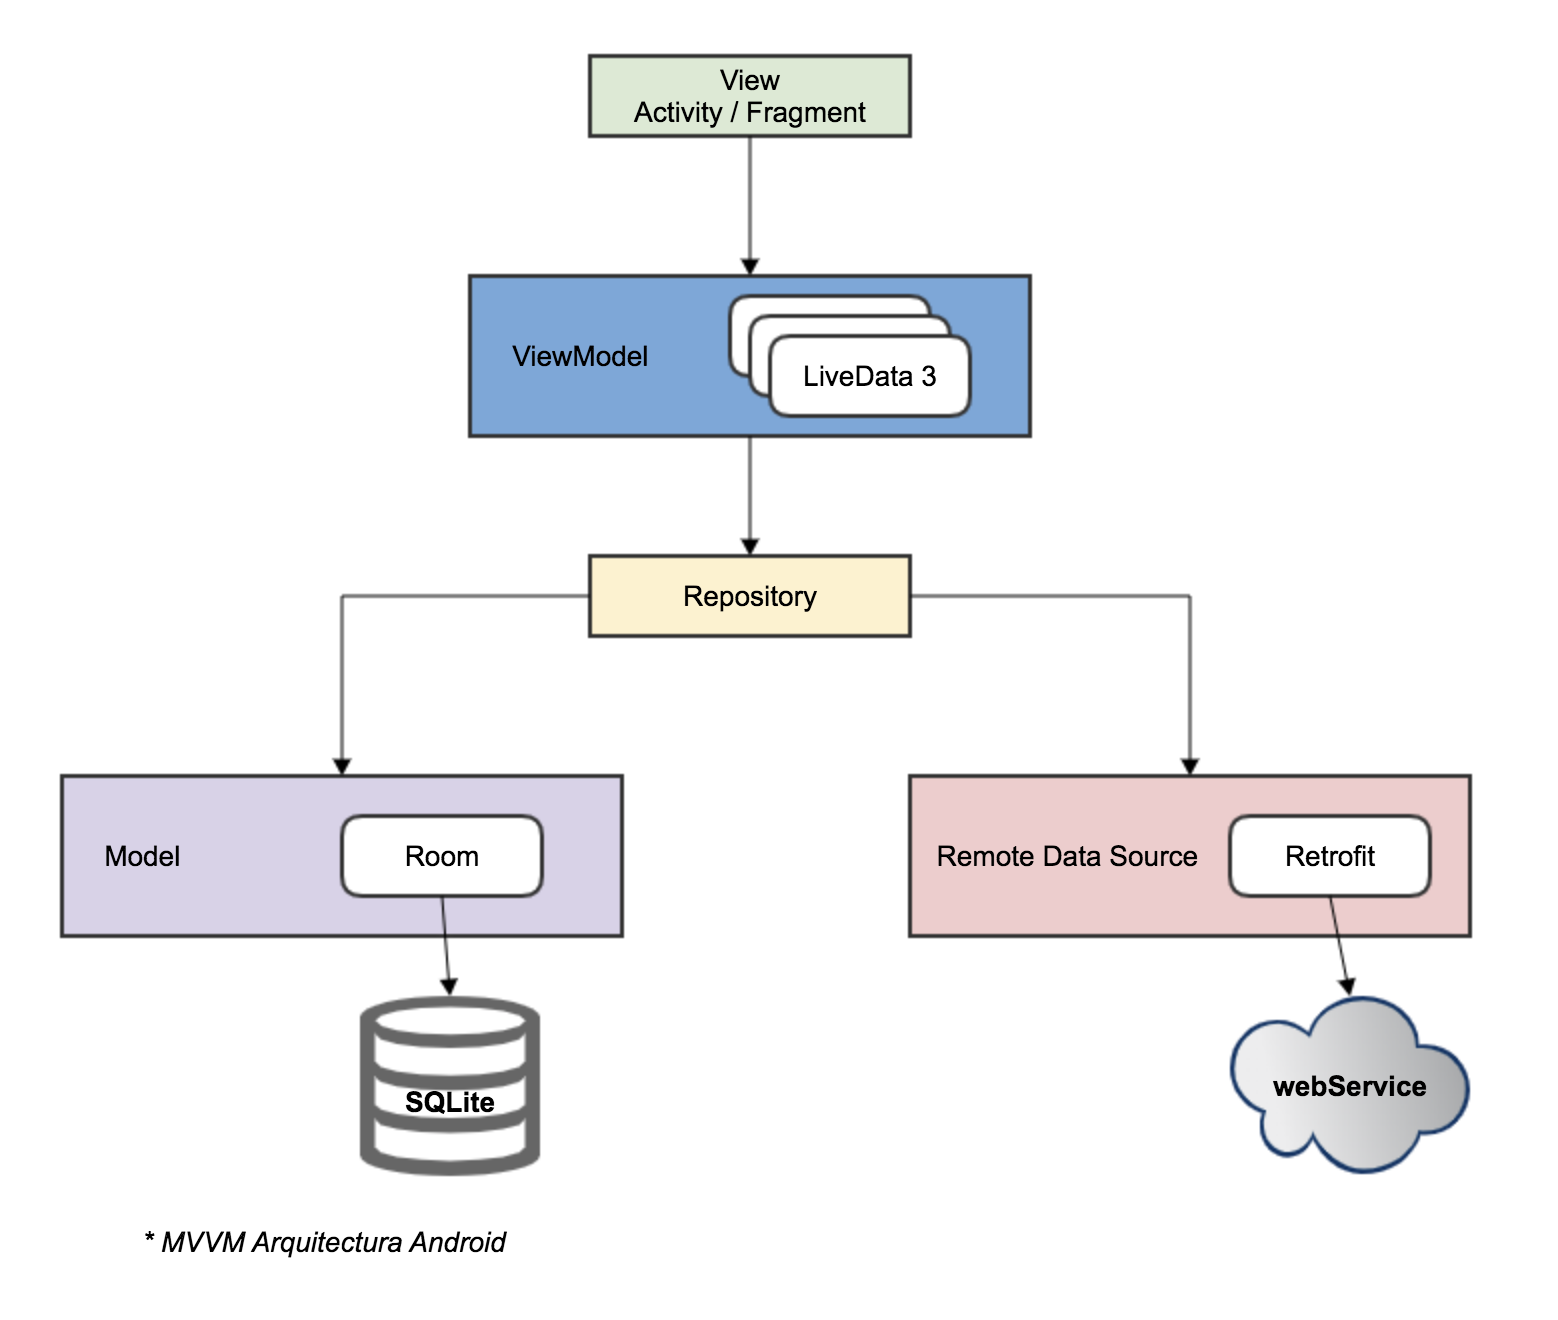 View
Activity / Fragment
ViewModel
LiveData 3
Repository
Model
Room
Remote Data Source
Retrofit
SQLite
webService
* MVVM Arquitectura Android